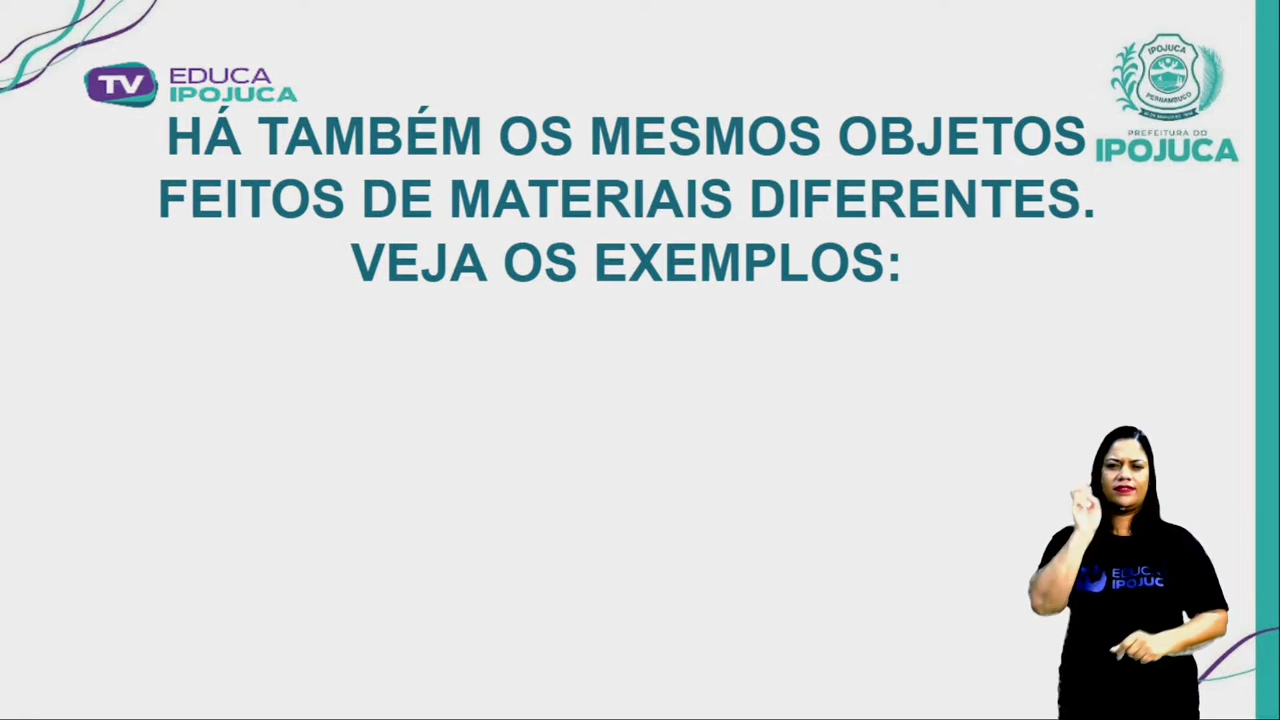 TV EDUCA
IPOJUCA
IPOJUCA
PERNAMBUCO
PREFEITURA DO
IPOJUCA
HÁ TAMBÉM OS MESMOS OBJETOS
FEITOS DE MATERIAIS DIFERENTES.
VEJA OS EXEMPLOS:
EDUCA
IPOJUC